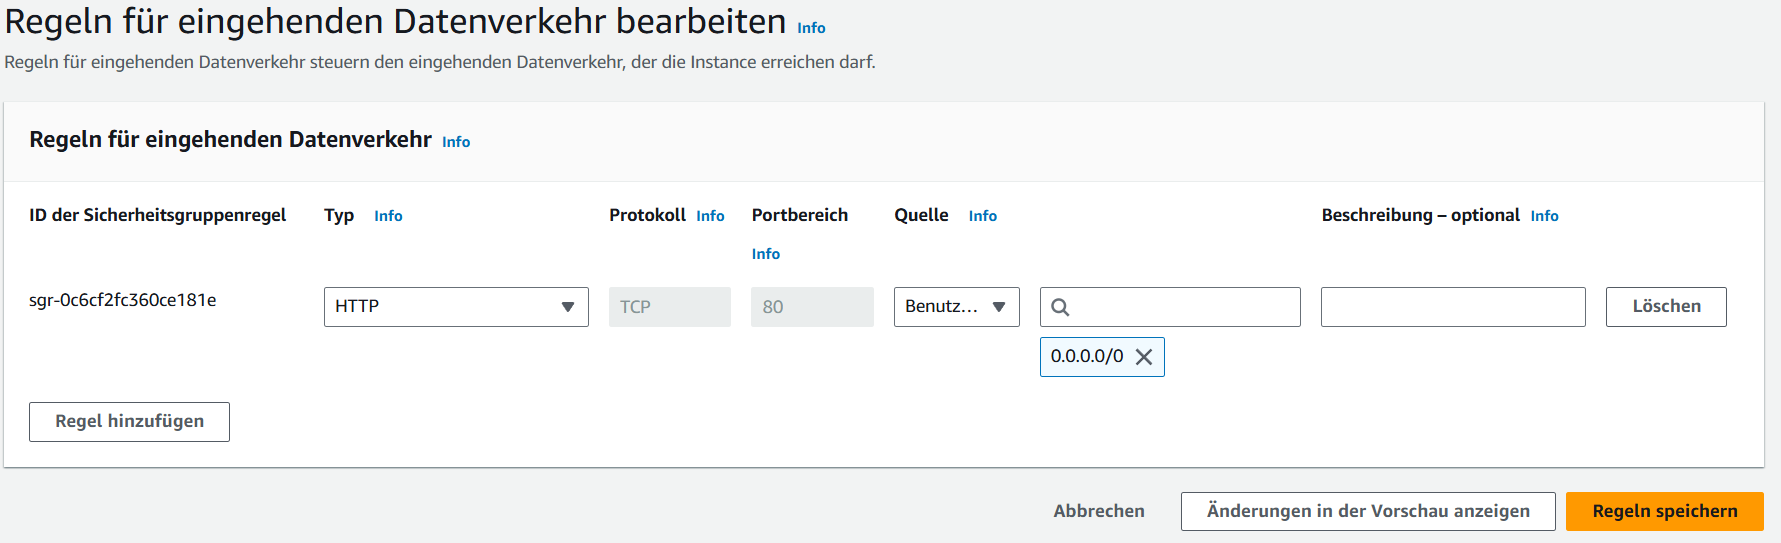 Regeln für eingehenden Datenverkehr bearbeiten Info
Regeln für eingehenden Datenverkehr steuern den eingehenden Datenverkehr, der die Instance erreichen darf.
Regeln für eingehenden Datenverkehr Info
ID der Sicherheitsgruppenregel Typ Info Protokoll Info Portbereich Quelle Info Beschreibung – optional Info
Info
sgr-0c6cf2fc360ce181e HTTP TCP 80 Benutz... Löschen
0.0.0.0/0
Regel hinzufügen
Abbrechen Änderungen in der Vorschau anzeigen Regeln speichern